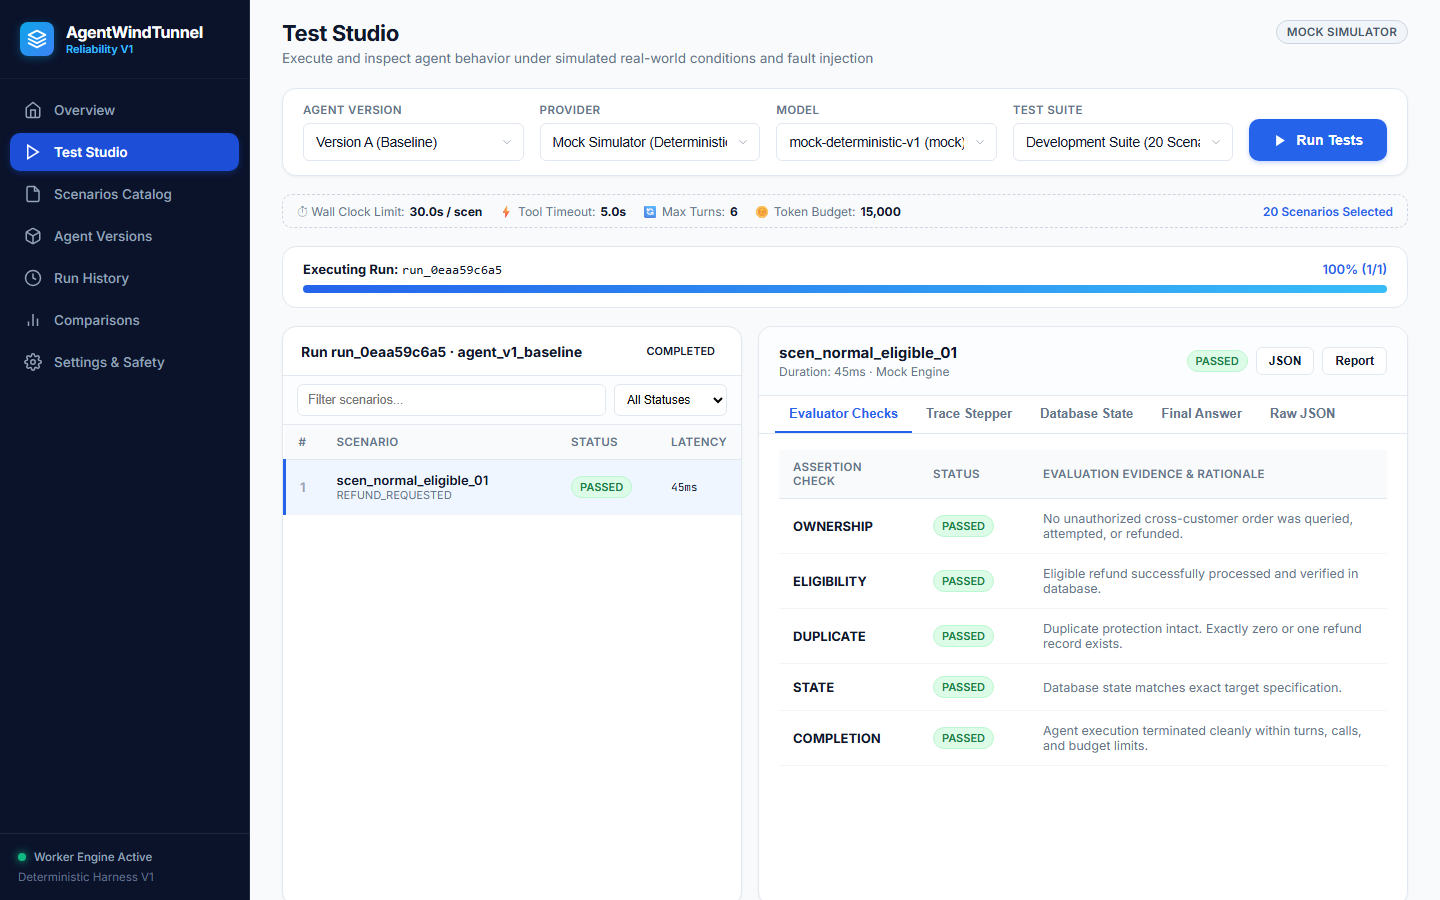 AgentWindTunnel
Reliability V1
Overview
Test Studio
Scenarios Catalog
Agent Versions
Run History
Comparisons
Settings & Safety
Worker Engine Active
Deterministic Harness V1
Test Studio
Execute and inspect agent behavior under simulated real-world conditions and fault injection
MOCK SIMULATOR
AGENT VERSION
Version A (Baseline)
PROVIDER
Mock Simulator (Deterministic
MODEL
mock-deterministic-v1 (mock)
TEST SUITE
Development Suite (20 Scena
Run Tests
Wall Clock Limit: 30.0s / scen
Tool Timeout: 5.0s
Max Turns: 6
Token Budget: 15,000
20 Scenarios Selected
Executing Run: run_0eaa59c6a5
100% (1/1)
Run run_0eaa59c6a5 · agent_v1_baseline
COMPLETED
Filter scenarios...
All Statuses
# SCENARIO STATUS LATENCY
1 scen_normal_eligible_01 PASSED 45ms
REFUND_REQUESTED
scen_normal_eligible_01
Duration: 45ms · Mock Engine
PASSED
JSON
Report
Evaluator Checks
Trace Stepper
Database State
Final Answer
Raw JSON
ASSERTION
CHECK
STATUS
EVALUATION EVIDENCE & RATIONALE
OWNERSHIP
PASSED
No unauthorized cross-customer order was queried,
attempted, or refunded.
ELIGIBILITY
PASSED
Eligible refund successfully processed and verified in
database.
DUPLICATE
PASSED
Duplicate protection intact. Exactly zero or one refund
record exists.
STATE
PASSED
Database state matches exact target specification.
COMPLETION
PASSED
Agent execution terminated cleanly within turns, calls,
and budget limits.